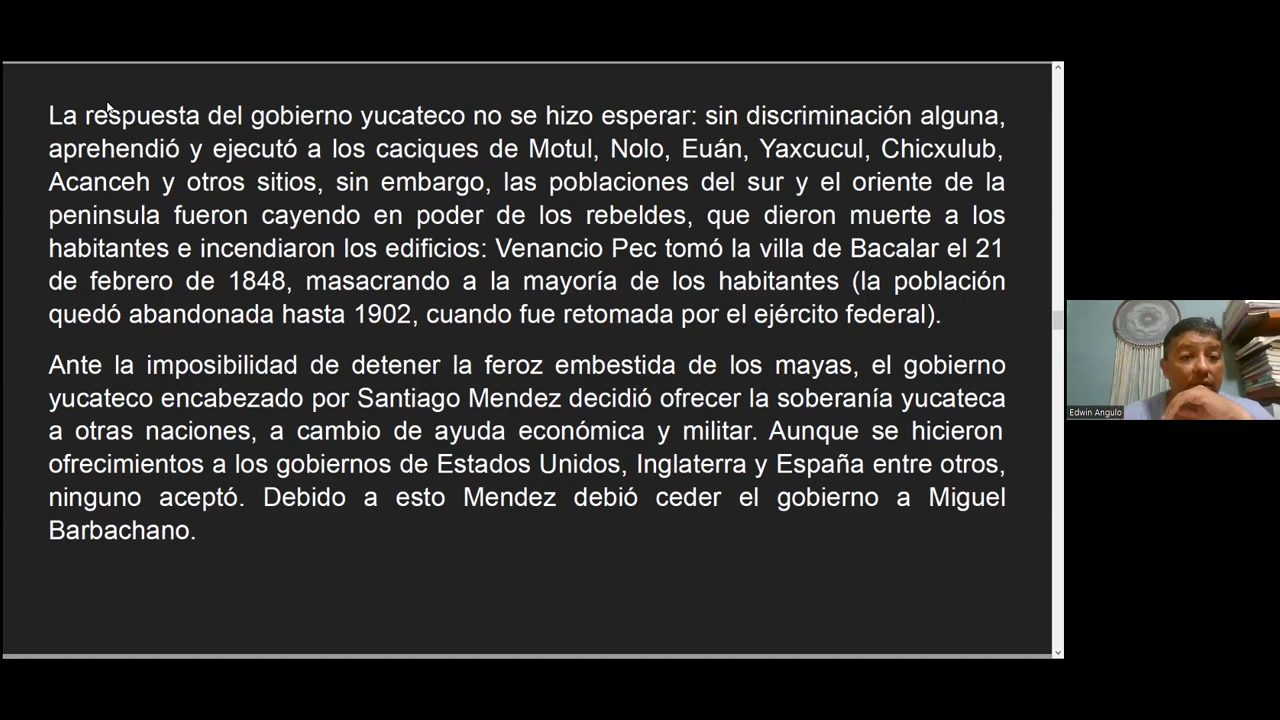 La respuesta del gobierno yucateco no se hizo esperar: sin discriminación alguna,
aprehendió y ejecutó a los caciques de Motul, Nolo, Euán, Yaxcucul, Chicxulub,
Acanceh y otros sitios, sin embargo, las poblaciones del sur y el oriente de la
peninsula fueron cayendo en poder de los rebeldes, que dieron muerte a los
habitantes e incendiaron los edificios: Venancio Pec tomó la villa de Bacalar el 21
de febrero de 1848, masacrando a la mayoría de los habitantes (la población
quedó abandonada hasta 1902, cuando fue retomada por el ejército federal).
Ante la imposibilidad de detener la feroz embestida de los mayas, el gobierno
yucateco encabezado por Santiago Mendez decidió ofrecer la soberanía yucateca
a otras naciones, a cambio de ayuda económica y militar. Aunque se hicieron
ofrecimientos a los gobiernos de Estados Unidos, Inglaterra y España entre otros,
ninguno aceptó. Debido a esto Mendez debió ceder el gobierno a Miguel
Barbachano.
Edwin Angulo